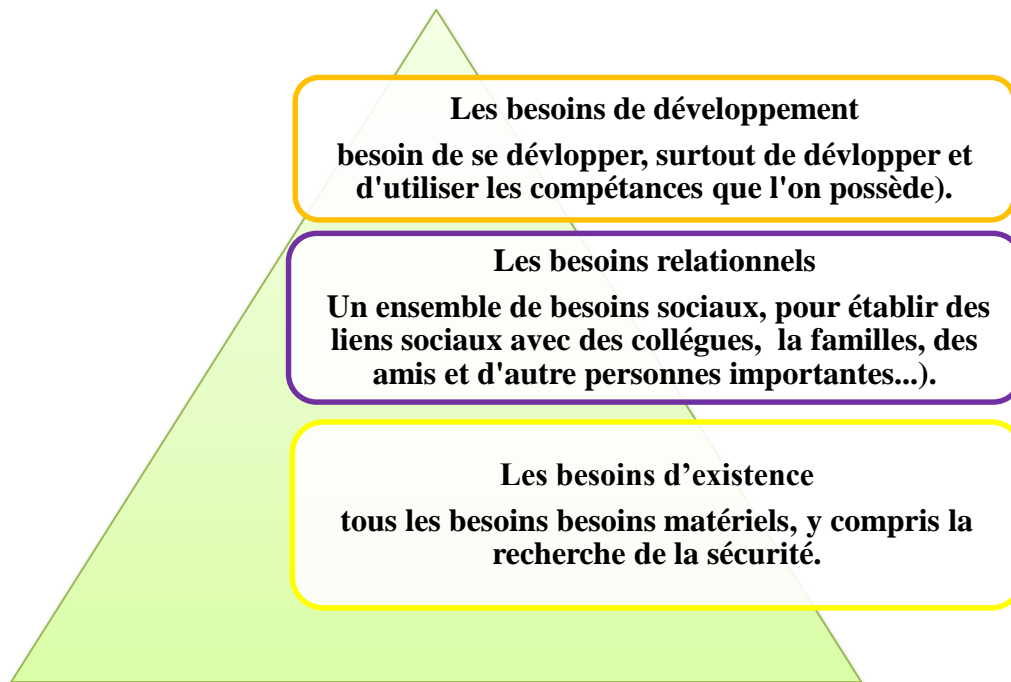 Les besoins de développement
besoin de se dévlopper, surtout de dévlopper et
d'utiliser les compétances que l'on possède).
Les besoins relationnels
Un ensemble de besoins sociaux, pour établir des
liens sociaux avec des collégues, la familles, des
amis et d'autre personnes importantes...).
Les besoins d’existence
tous les besoins besoins matériels, y compris la
recherche de la sécurité.